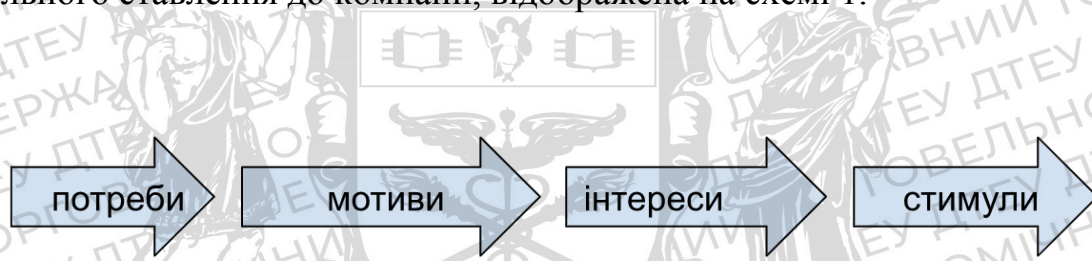 льного ставлення до компанії, відображена на схемі 1.
потреби мотиви інтереси стимули